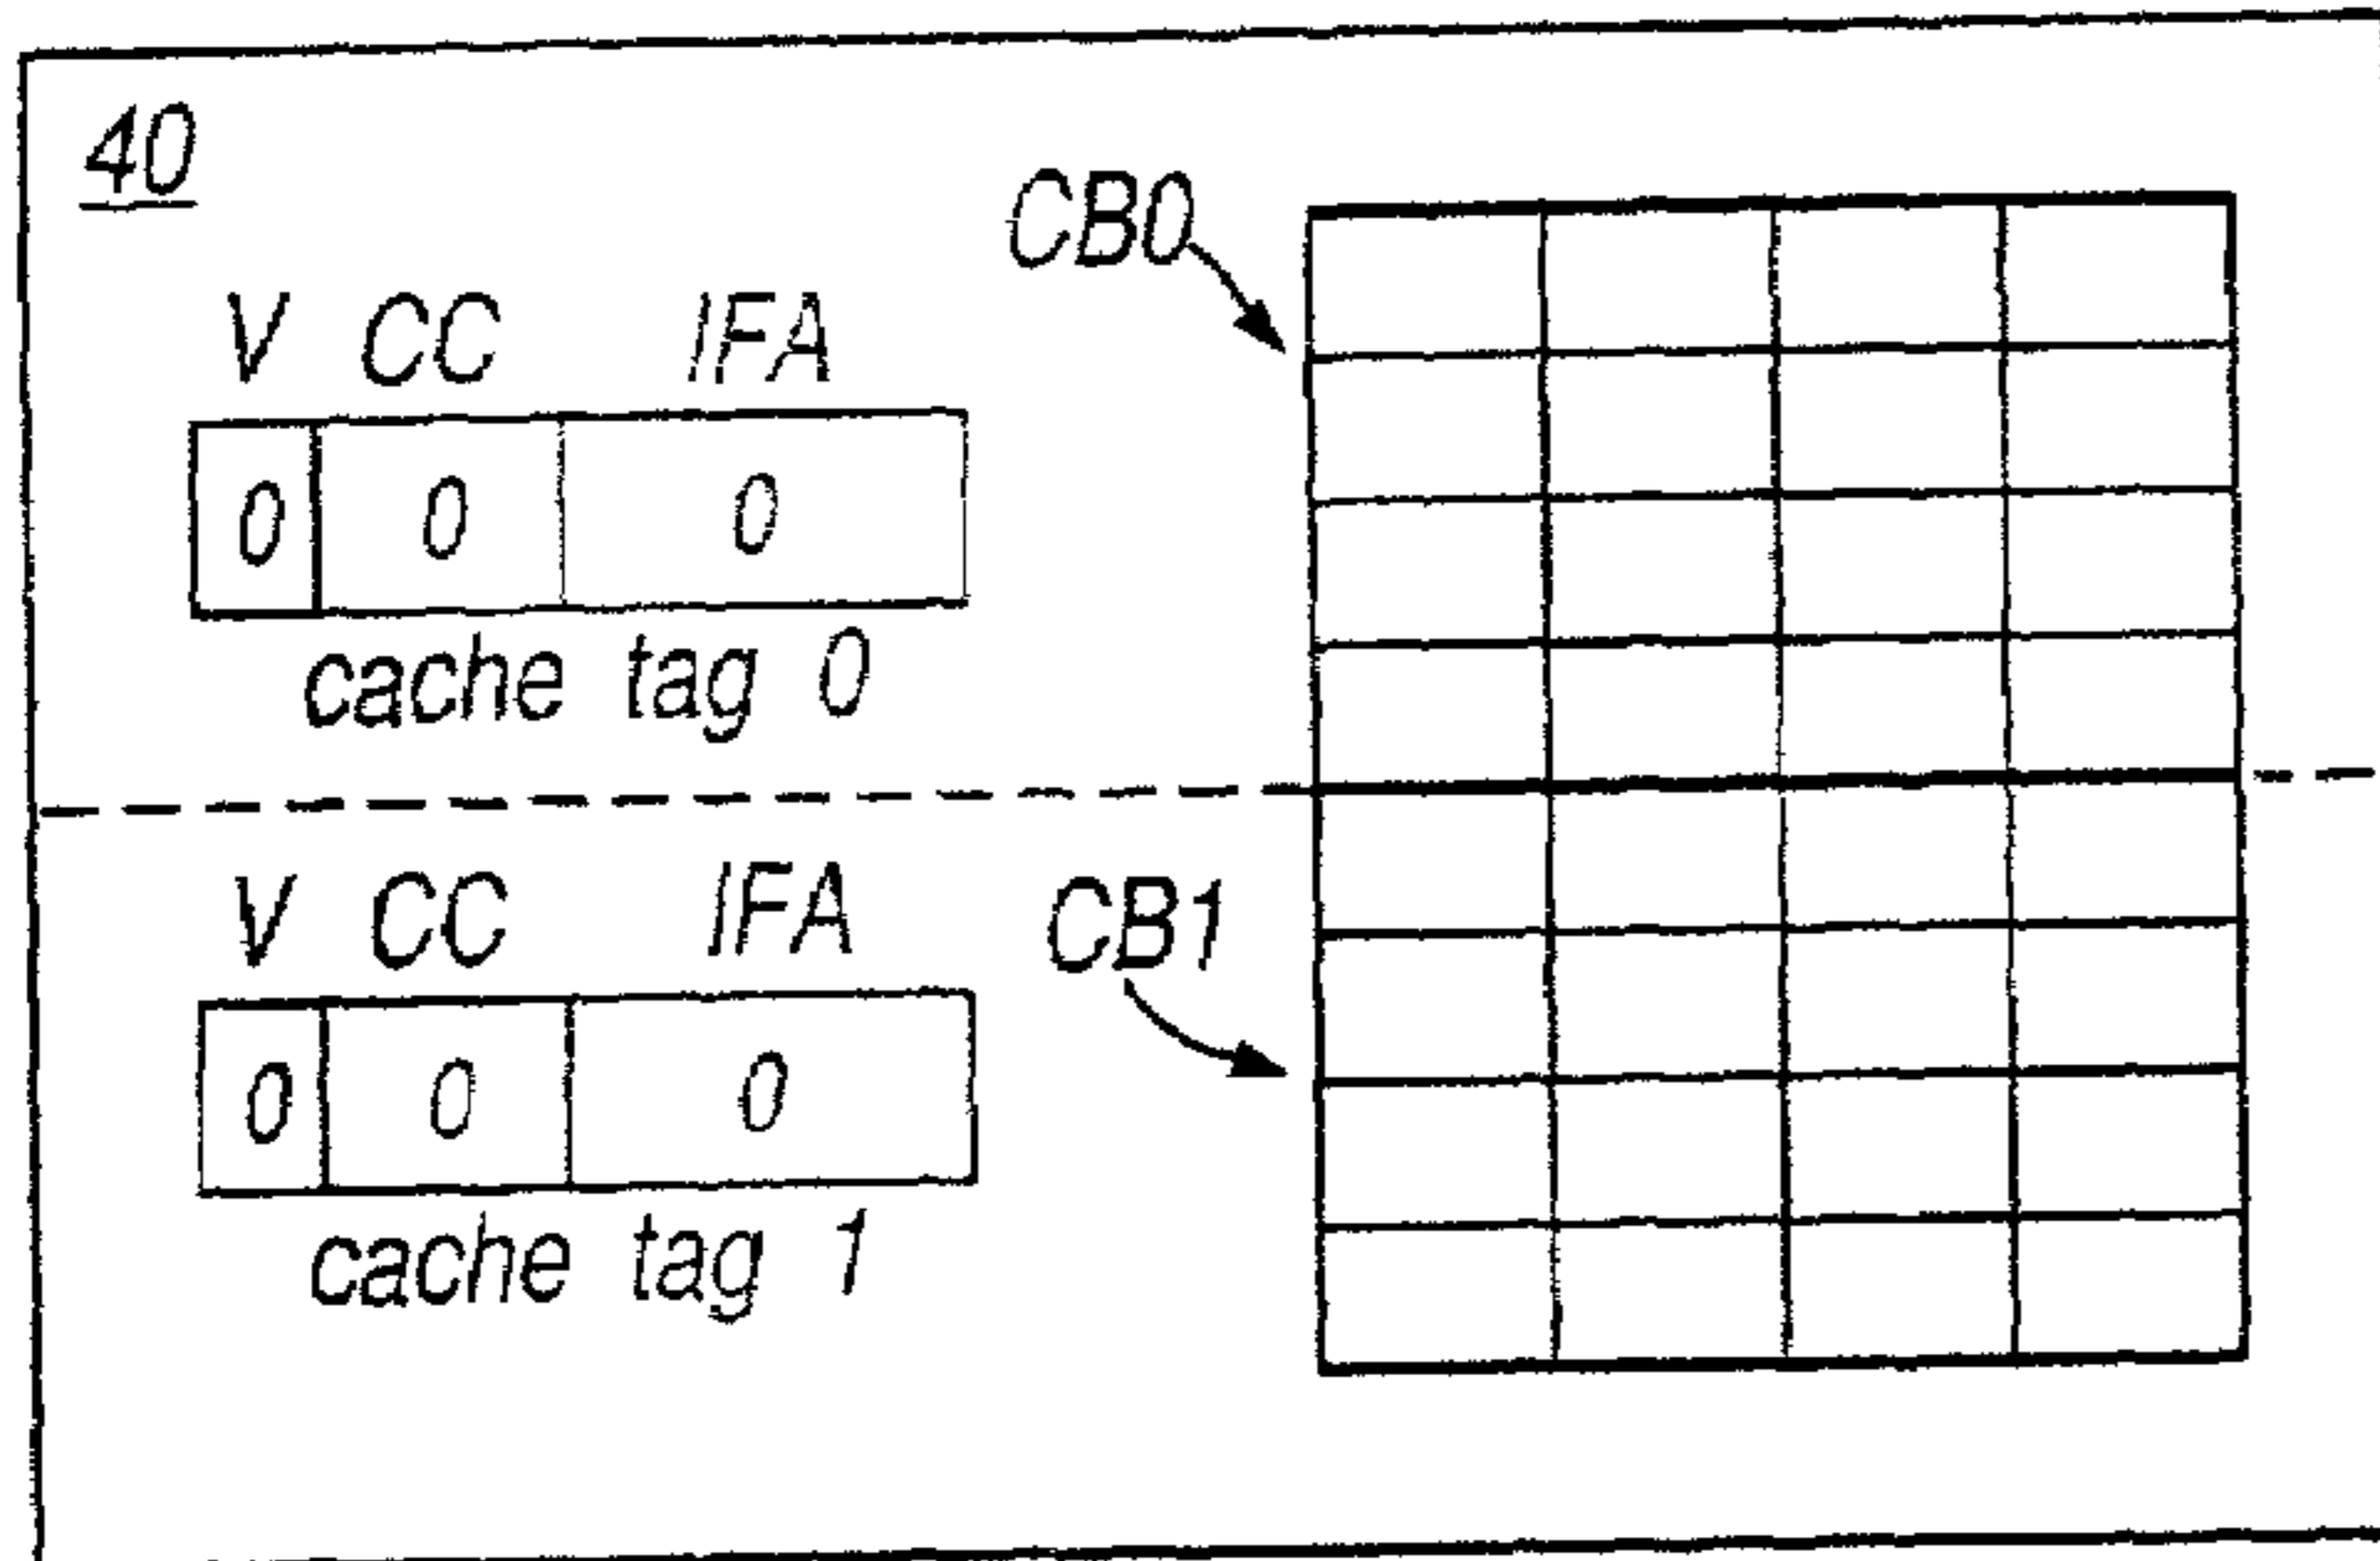 40
CB0
V CC IFA
0 0 0
cache tag 0
V CC IFA
CB1
0 0 0
cache tag 1